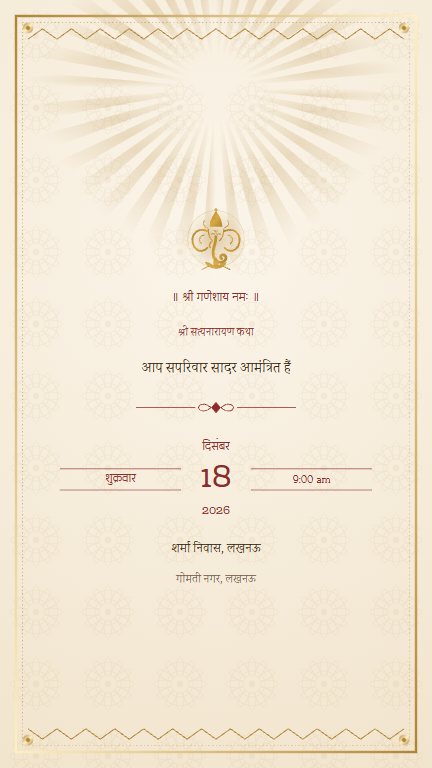 ॥ श्री गणेशाय नमः ॥
श्री सत्यनारायण कथा
आप सपरिवार सादर आमंत्रित हैं
दिसंबर
शुक्रवार 18 9:00 am
2026
शर्मा निवास, लखनऊ
गोमती नगर, लखनऊ